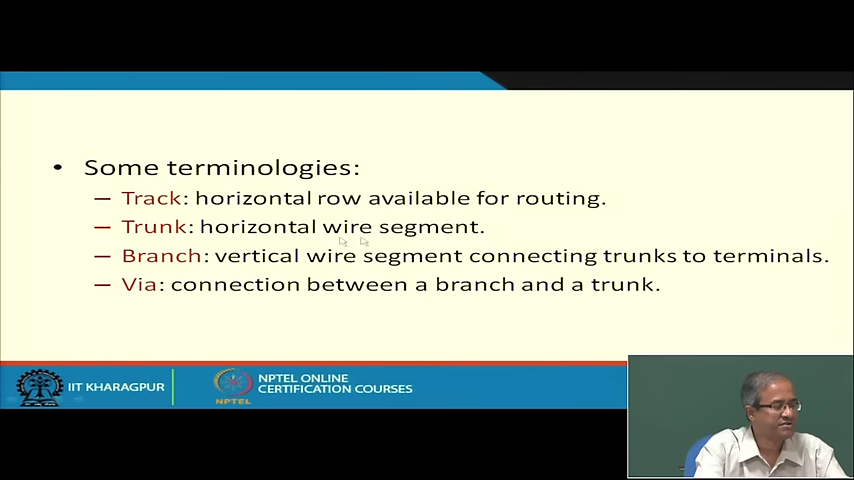 • Some terminologies:
– Track: horizontal row available for routing.
– Trunk: horizontal wire segment.
– Branch: vertical wire segment connecting trunks to terminals.
– Via: connection between a branch and a trunk.
IIT KHARAGPUR
NPTEL
NPTEL ONLINE
CERTIFICATION COURSES